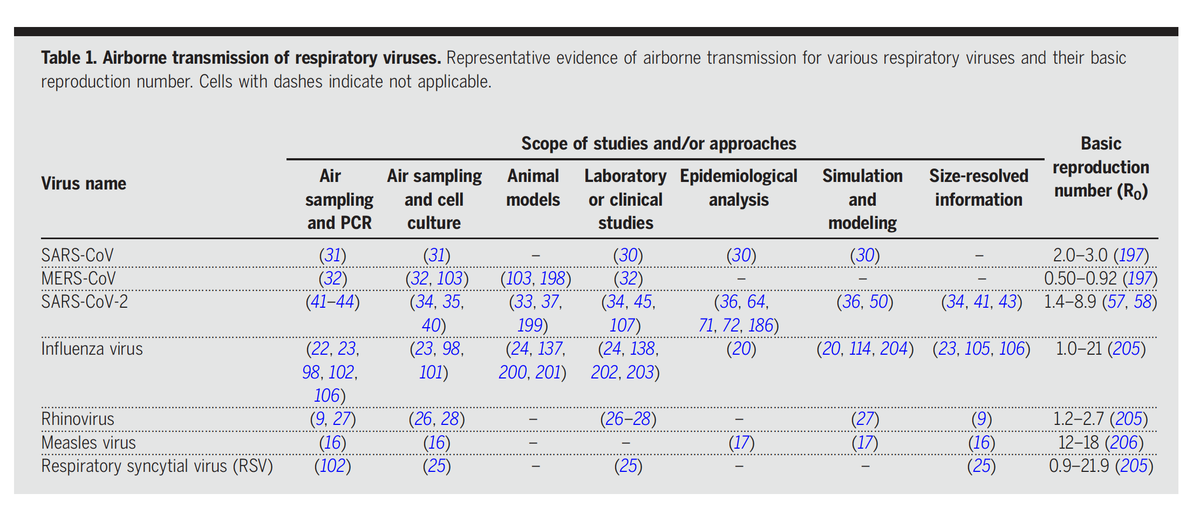 Table 1. Airborne transmission of respiratory viruses. Representative evidence of airborne transmission for various respiratory viruses and their basic
reproduction number. Cells with dashes indicate not applicable.
Scope of studies and/or approaches
Virus name
Air
sampling
and PCR
Air sampling
and cell
culture
Animal
models
Laboratory
or clinical
studies
Epidemiological
analysis
Simulation
and
modeling
Size-resolved
information
Basic
reproduction
number (R0)
SARS-CoV (31) (31) – (30) (30) (30) – 2.0–3.0 (197)
MERS-CoV (32) (32, 103) (103, 198) (32) – – – 0.50–0.92 (197)
SARS-CoV-2 (41–44) (34, 35, (33, 37, (34, 45, (36, 64, (36, 50) (34, 41, 43) 1.4–8.9 (57, 58)
40) 199) 107) 71, 72, 186)
Influenza virus (22, 23, (23, 98, (24, 137, (24, 138, (20) (20, 114, 204) (23, 105, 106) 1.0–21 (205)
98, 102, 101) 200, 201) 202, 203)
106)
Rhinovirus (9, 27) (26, 28) – (26–28) – (27) (9) 1.2–2.7 (205)
Measles virus (16) (16) – – (17) (17) (16) 12–18 (206)
Respiratory syncytial virus (RSV) (102) (25) – (25) – – (25) 0.9–21.9 (205)